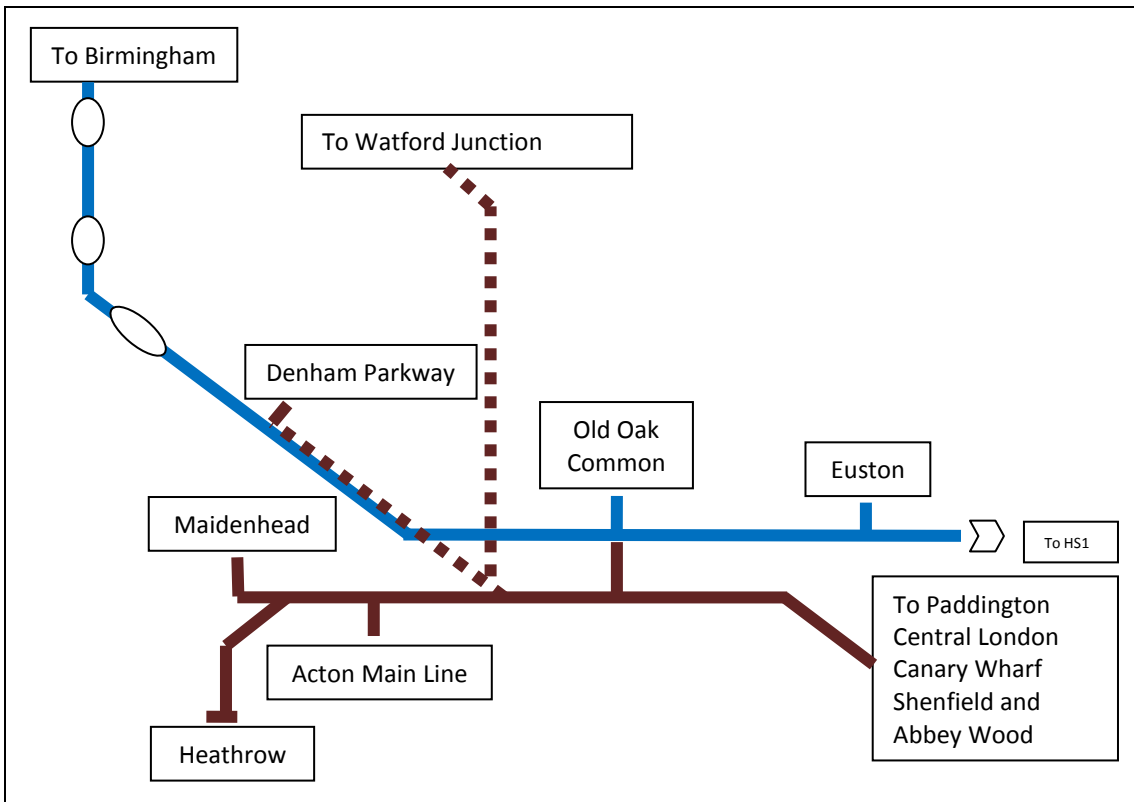 To Birmingham
To Watford Junction
Denham Parkway
Old Oak
Common
Euston
Maidenhead
To HS1
To Paddington
Central London
Canary Wharf
Shenfield and
Abbey Wood
Acton Main Line
Heathrow